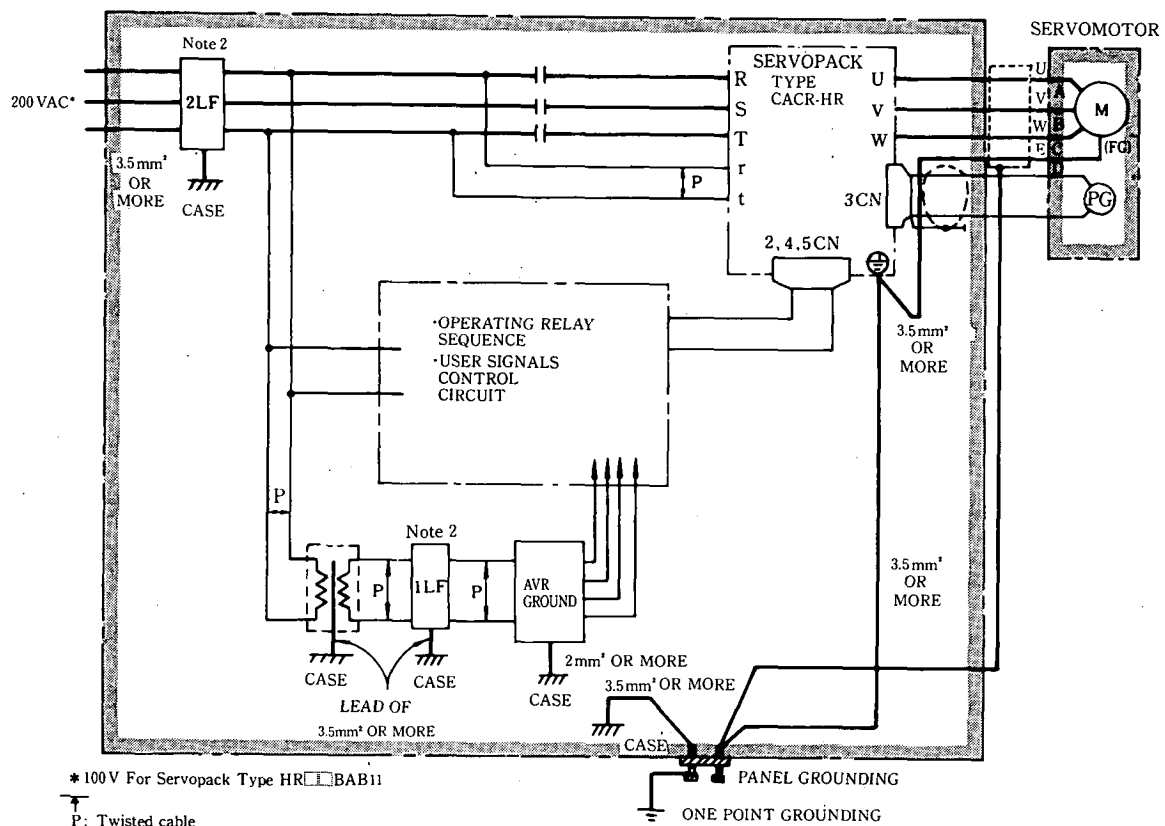 SERVOMOTOR
Note 2
200 VAC*
2LF
3.5mm²
OR
MORE
CASE
SERVOPACK
TYPE
CACR-HR
R
S
T
r
t
P
U
V
W
3CN
2, 4, 5CN
U
V
W
E
A
B
C
D
M
(FG)
PG
3.5mm²
OR
MORE
·OPERATING RELAY
SEQUENCE
·USER SIGNALS
CONTROL
CIRCUIT
P
Note 2
P
1LF
P
AVR
GROUND
CASE
CASE
LEAD OF
3.5mm² OR MORE
2mm² OR MORE
CASE
3.5mm² OR MORE
3.5mm²
OR
MORE
CASE
PANEL GROUNDING
ONE POINT GROUNDING
* 100V For Servopack Type HR□□BAB11
P: Twisted cable